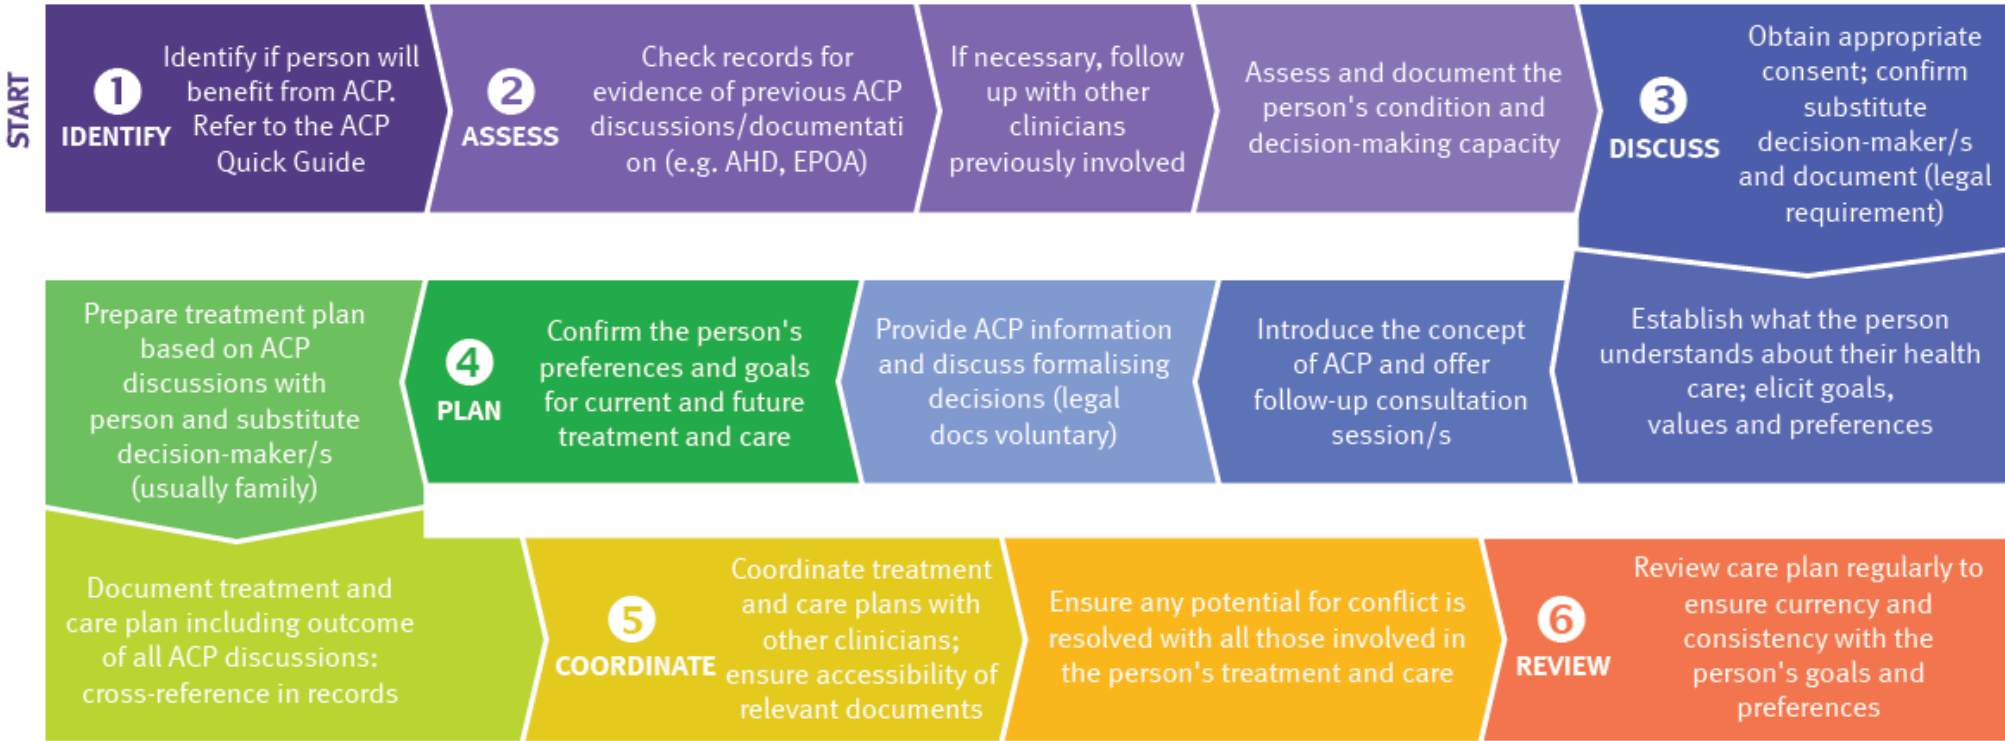 START
1
IDENTIFY
Identify if person will
benefit from ACP.
Refer to the ACP
Quick Guide
2
ASSESS
Check records for
evidence of previous ACP
discussions/documentati
on (e.g. AHD, EPOA)
If necessary, follow
up with other
clinicians
previously involved
Assess and document the
person's condition and
decision-making capacity
3
DISCUSS
Obtain appropriate
consent; confirm
substitute
decision-maker/s
and document (legal
requirement)
Establish what the person
understands about their health
care; elicit goals,
values and preferences
Introduce the concept
of ACP and offer
follow-up consultation
session/s
Provide ACP information
and discuss formalising
decisions (legal
docs voluntary)
4
PLAN
Confirm the person's
preferences and goals
for current and future
treatment and care
Prepare treatment plan
based on ACP
discussions with
person and substitute
decision-maker/s
(usually family)
Document treatment and
care plan including outcome
of all ACP discussions:
cross-reference in records
5
COORDINATE
Coordinate treatment
and care plans with
other clinicians;
ensure accessibility of
relevant documents
Ensure any potential for conflict is
resolved with all those involved in
the person's treatment and care
6
REVIEW
Review care plan regularly to
ensure currency and
consistency with the
person's goals and
preferences